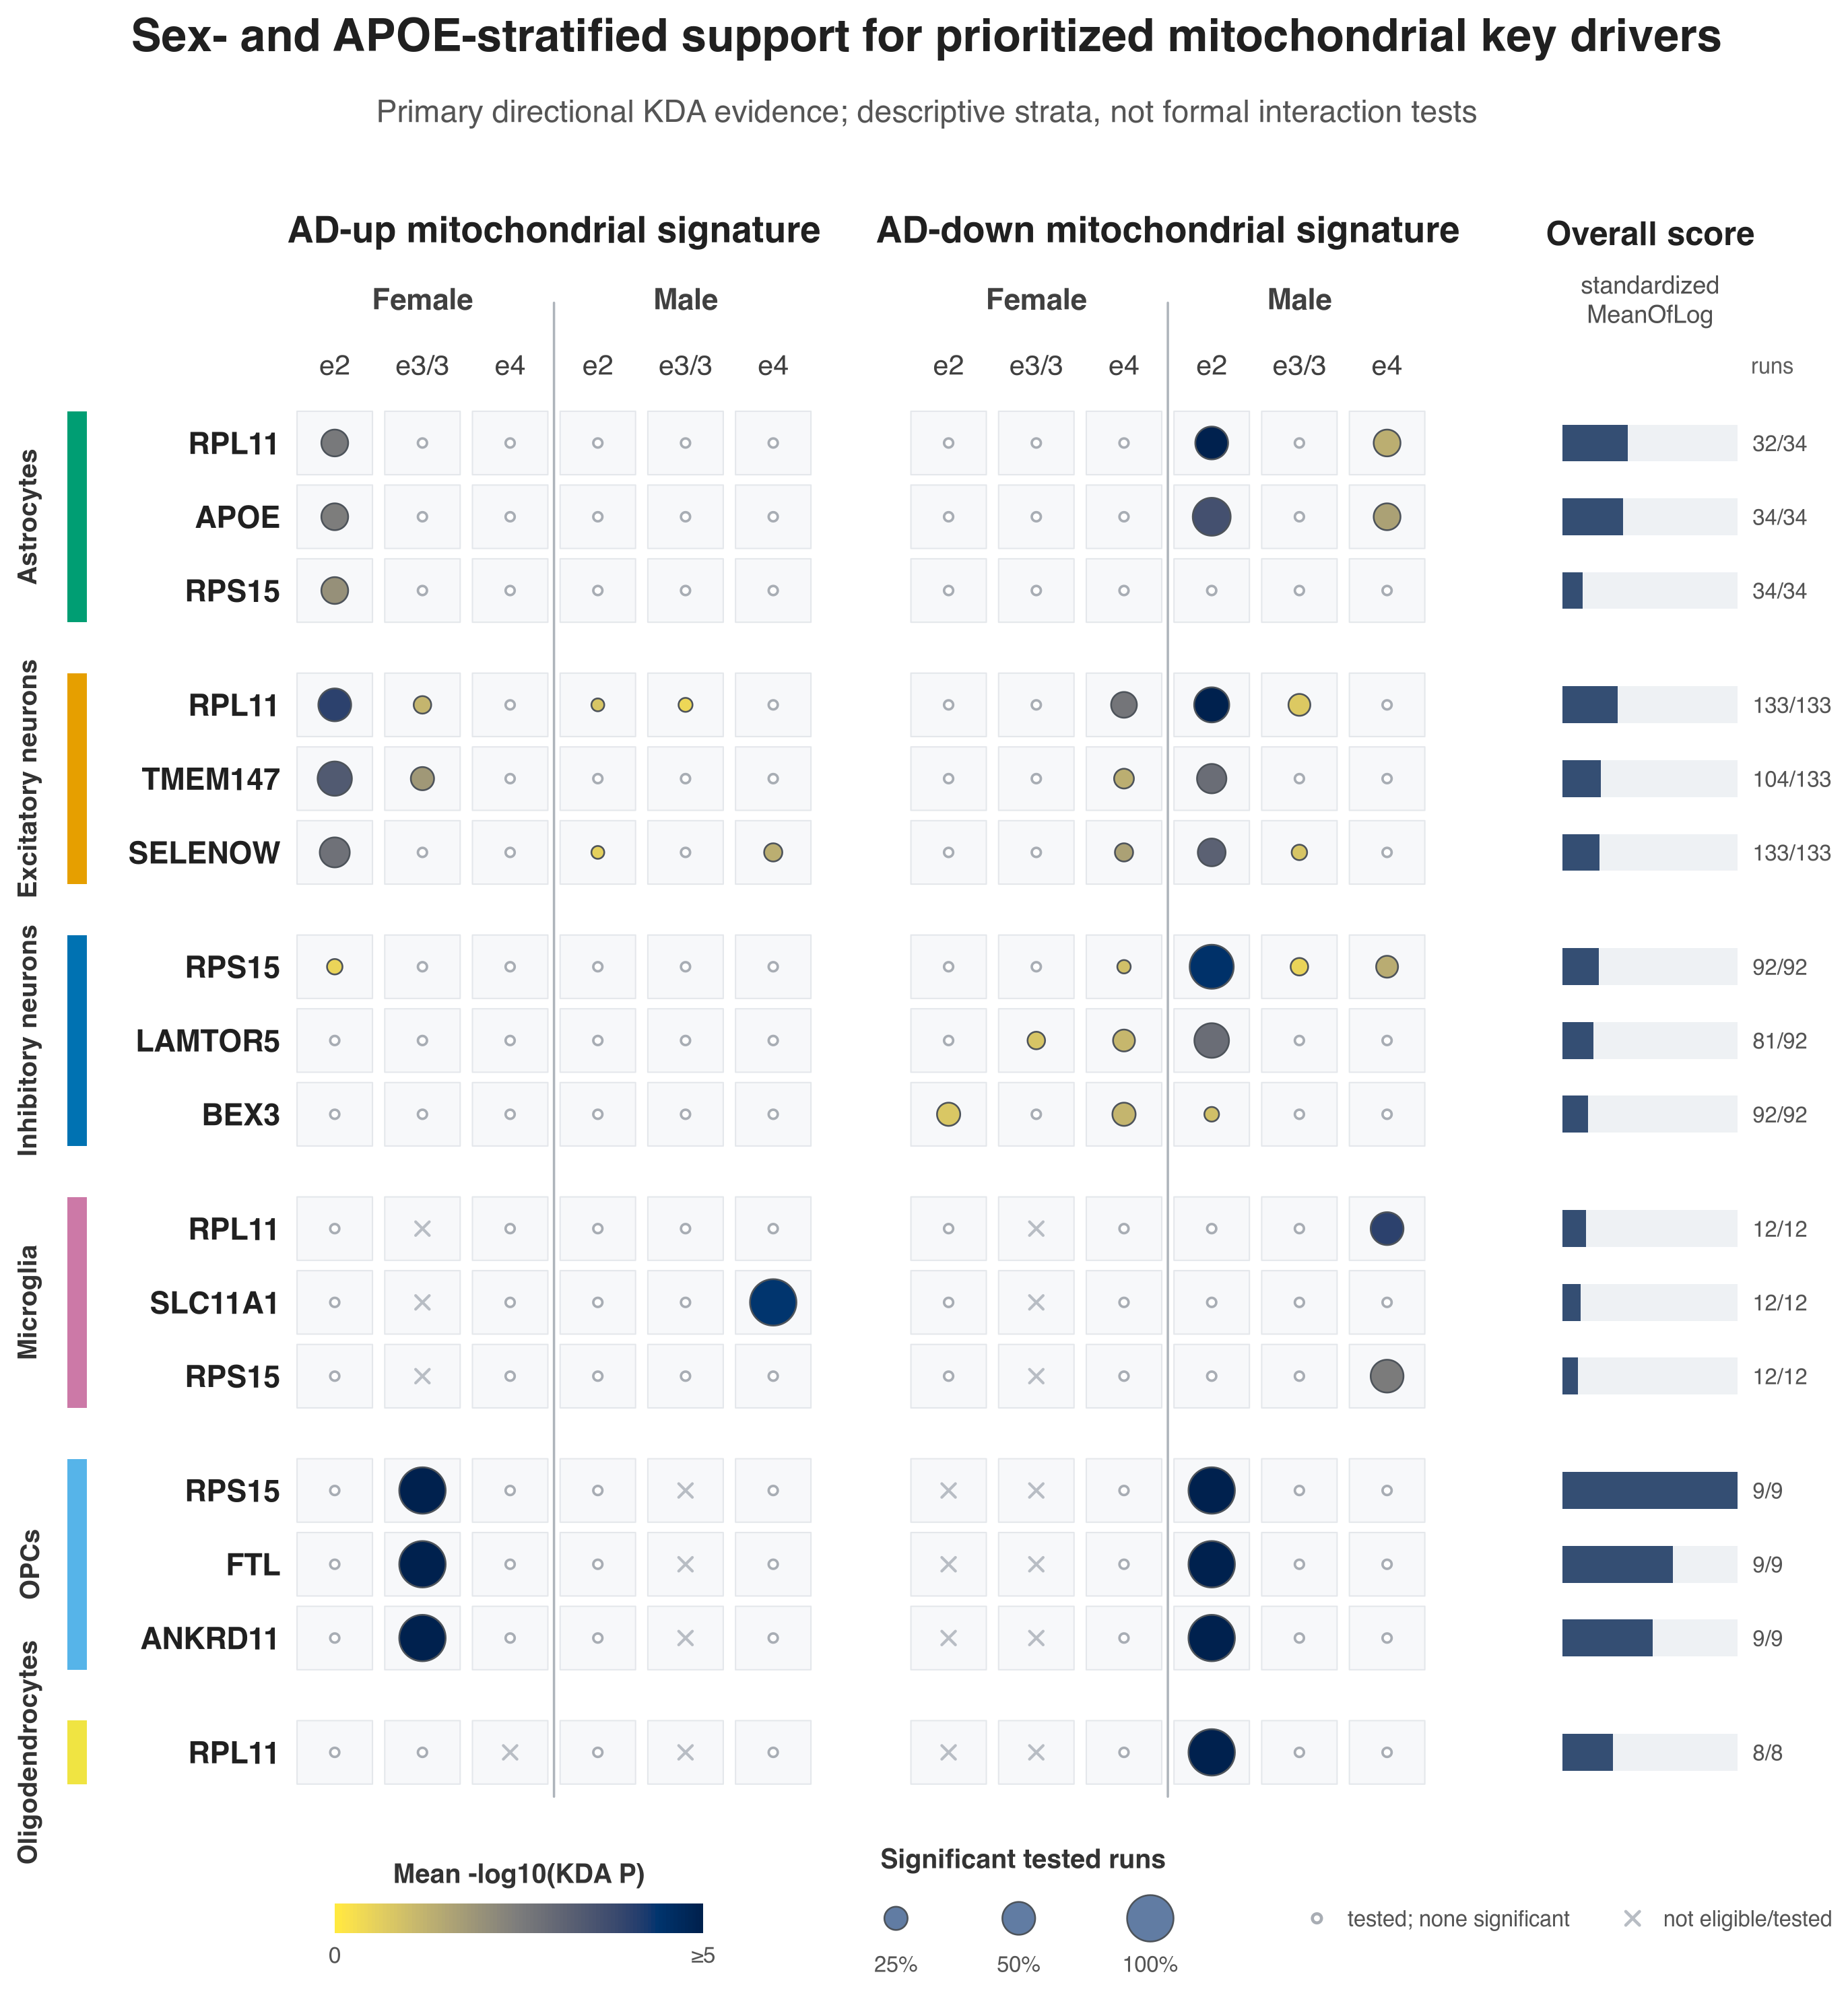 Sex- and APOE-stratified support for prioritized mitochondrial key drivers
Primary directional KDA evidence; descriptive strata, not formal interaction tests
AD-up mitochondrial signature
AD-down mitochondrial signature
Overall score
standardized
MeanOfLog
Female
Male
Female
Male
e2 e3/3 e4 e2 e3/3 e4 e2 e3/3 e4 e2 e3/3 e4 runs
Astrocytes
RPL11 32/34
APOE 34/34
RPS15 34/34
Excitatory neurons
RPL11 133/133
TMEM147 104/133
SELENOW 133/133
Inhibitory neurons
RPS15 92/92
LAMTOR5 81/92
BEX3 92/92
Microglia
RPL11 12/12
SLC11A1 12/12
RPS15 12/12
OPCs
RPS15 9/9
FTL 9/9
ANKRD11 9/9
Oligodendrocytes
RPL11 8/8
Mean -log10(KDA P)
0 ≥5
Significant tested runs
25% 50% 100%
tested; none significant
not eligible/tested